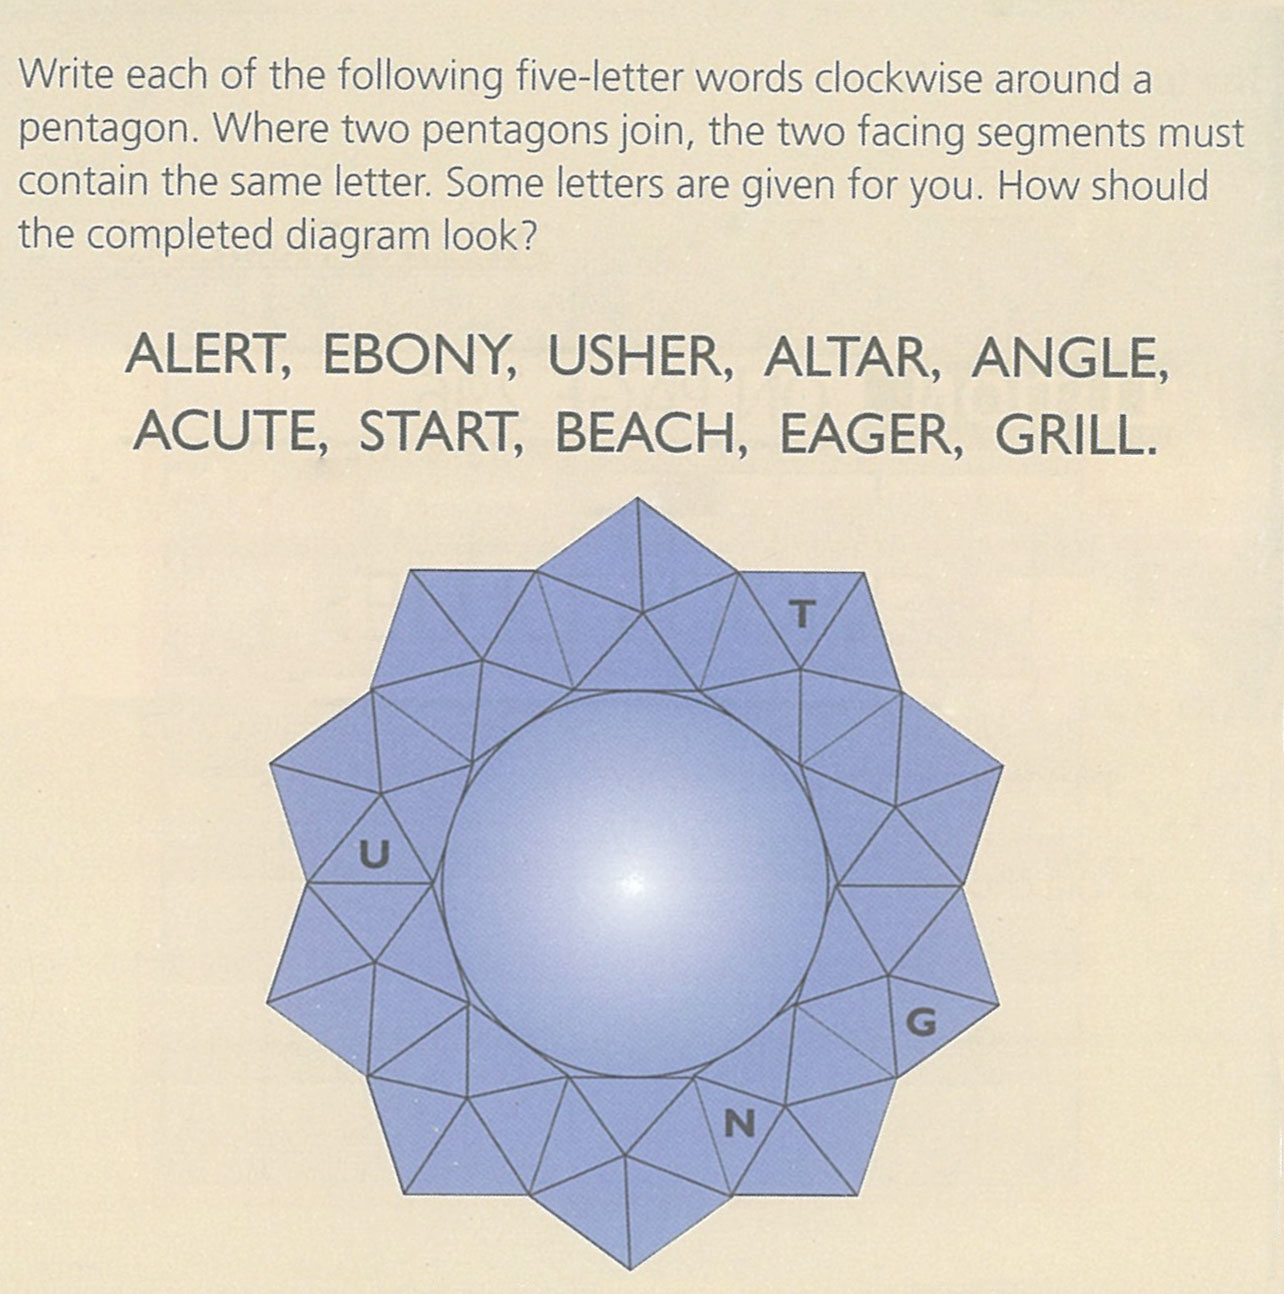 Write each of the following five-letter words clockwise around a
pentagon. Where two pentagons join, the two facing segments must
contain the same letter. Some letters are given for you. How should
the completed diagram look?
ALERT, EBONY, USHER, ALTAR, ANGLE,
ACUTE, START, BEACH, EAGER, GRILL.
T
U
G
N